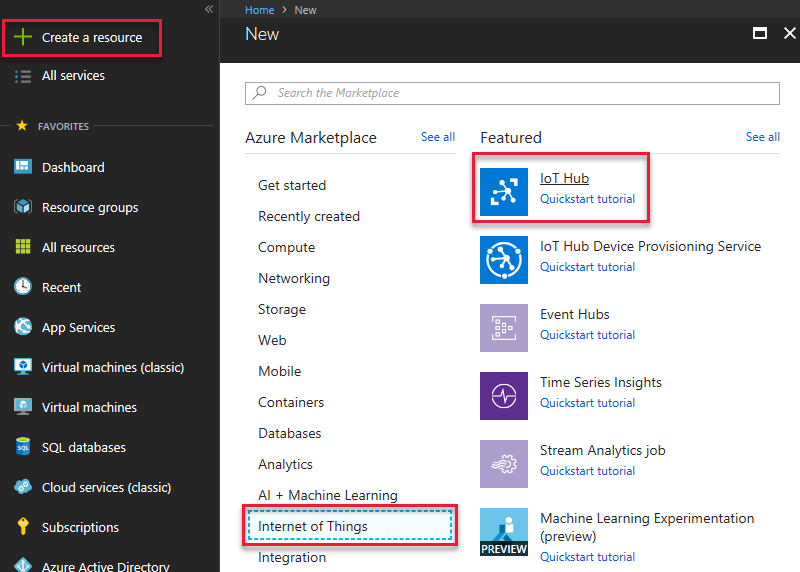 «
Create a resource
All services
FAVORITES
Dashboard
Resource groups
All resources
Recent
App Services
Virtual machines (classic)
Virtual machines
SQL
SQL databases
Cloud services (classic)
Subscriptions
Azure Active Directory
Home > New
New
Search the Marketplace
Azure Marketplace See all
Get started
Recently created
Compute
Networking
Storage
Web
Mobile
Containers
Databases
Analytics
AI + Machine Learning
Internet of Things
Integration
Featured See all
IoT Hub
Quickstart tutorial
IoT Hub Device Provisioning Service
Quickstart tutorial
Event Hubs
Quickstart tutorial
Time Series Insights
Quickstart tutorial
Stream Analytics job
Quickstart tutorial
PREVIEW
Machine Learning Experimentation
(preview)
Quickstart tutorial